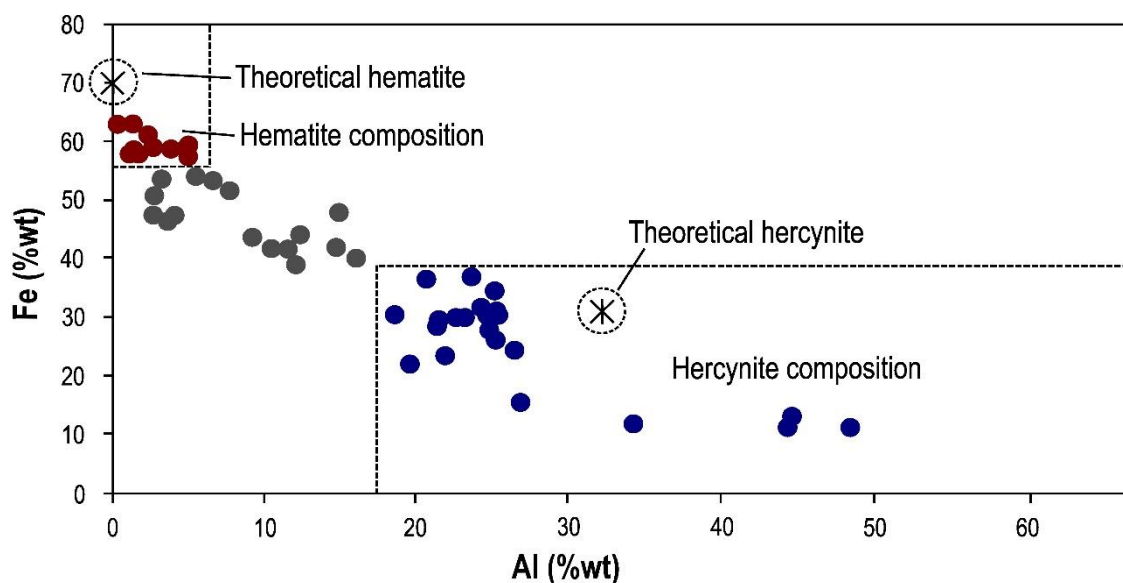 80
70
60
50
40
30
20
10
0
Fe (%wt)
Theoretical hematite
Hematite composition
Theoretical hercynite
Hercynite composition
0 10 20 30 40 50 60
Al (%wt)